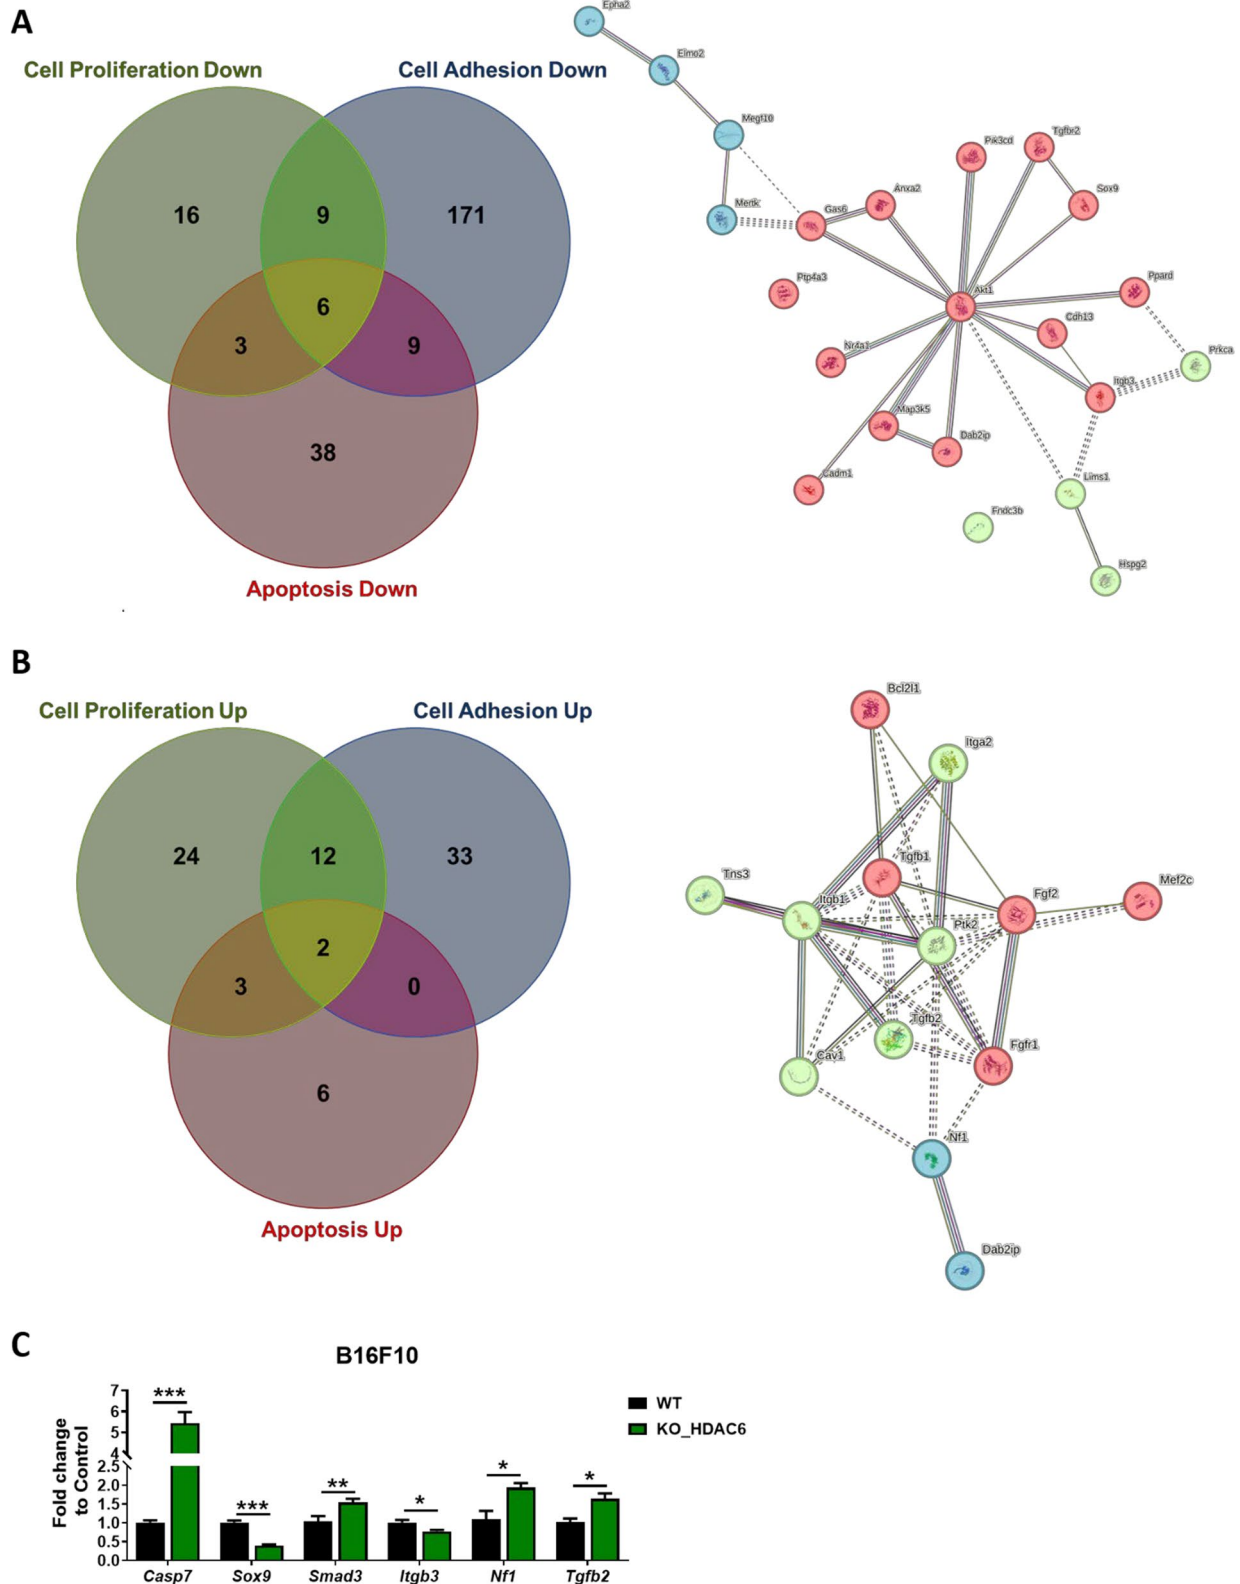 A
Cell Proliferation Down
Cell Adhesion Down
16
9
171
6
3
9
38
Apoptosis Down
Epha2
Elmo2
Megf10
Mertk
Gas6
Anxa2
Pik3cd
Tgfbr2
Sox9
Ptp4a3
Akt1
Ppard
Cdh13
Prkca
Nr4a1
Itgb3
Map3k5
Dab2ip
Cadm1
Lims1
Fndc3b
Hspg2
B
Cell Proliferation Up
Cell Adhesion Up
24
12
33
2
3
0
6
Apoptosis Up
Bcl2l1
Itga2
Tgfb1
Tns3
Itgb1
Fgf2
Mef2c
Ptk2
Tgfb2
Cav1
Fgfr1
Nf1
Dab2ip
C
B16F10
Fold change
to Control
7
6
5
4
2.5
2.0
1.5
1.0
0.5
0.0
***
***
**
*
*
*
Casp7
Sox9
Smad3
Itgb3
Nf1
Tgfb2
WT
KO_HDAC6